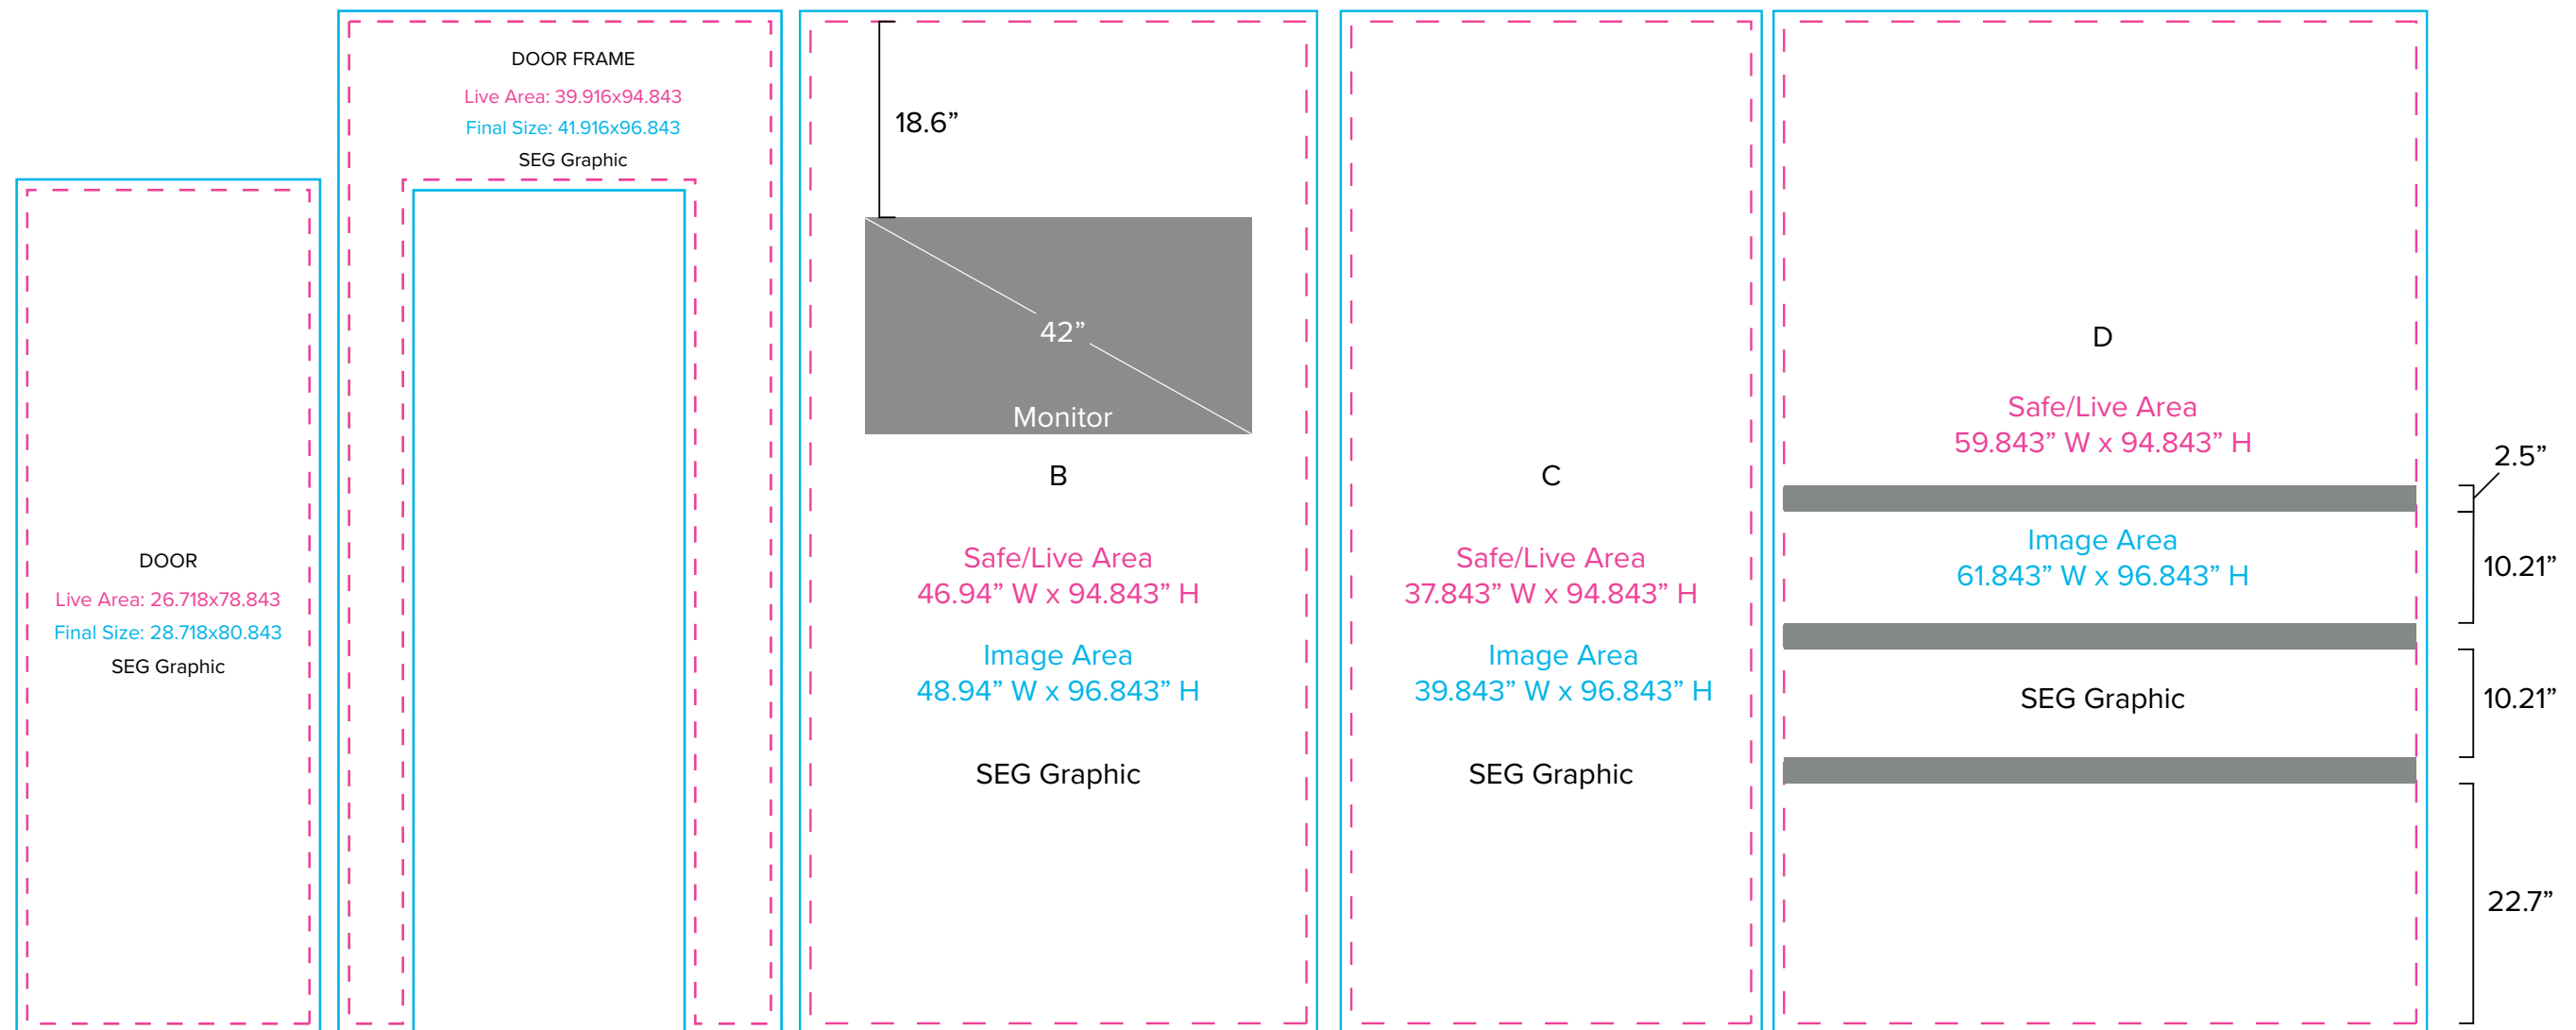 DOOR
Live Area: 26.718x78.843
Final Size: 28.718x80.843
SEG Graphic
DOOR FRAME
Live Area: 39.916x94.843
Final Size: 41.916x96.843
SEG Graphic
18.6”
42”
Monitor
B
Safe/Live Area
46.94” W x 94.843” H
Image Area
48.94” W x 96.843” H
SEG Graphic
C
Safe/Live Area
37.843” W x 94.843” H
Image Area
39.843” W x 96.843” H
SEG Graphic
D
Safe/Live Area
59.843” W x 94.843” H
Image Area
61.843” W x 96.843” H
SEG Graphic
2.5”
10.21”
10.21”
22.7”